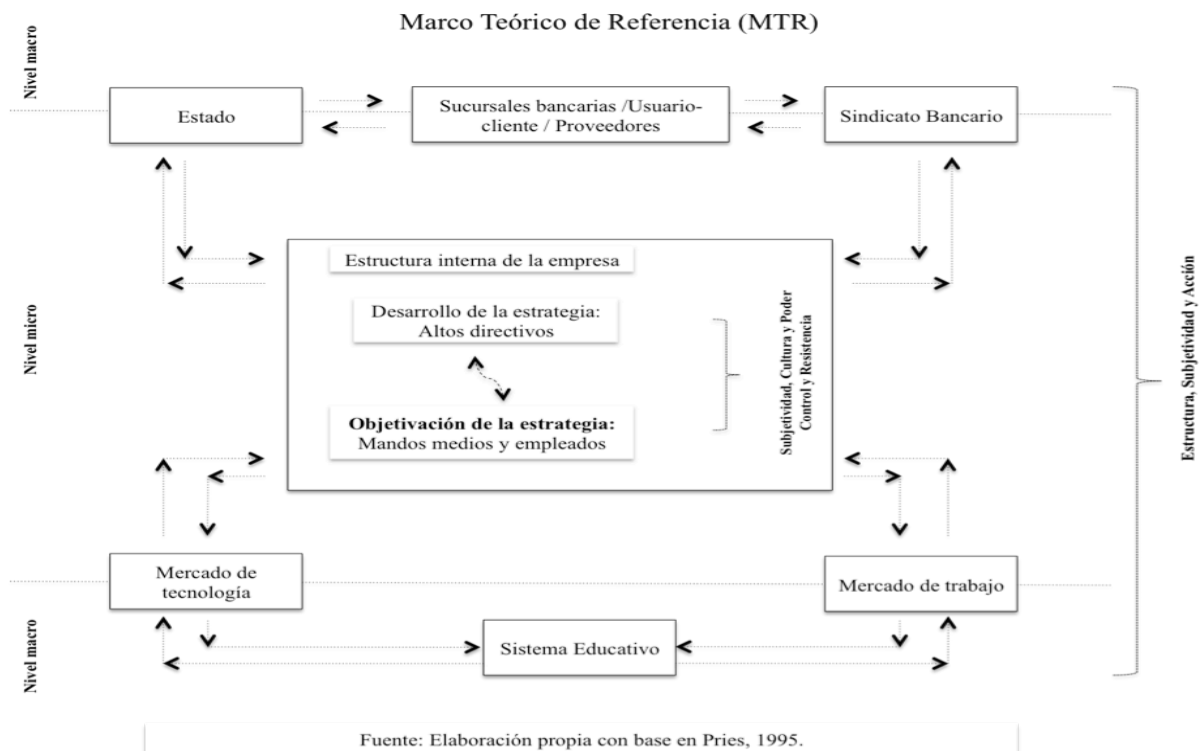 Marco Teórico de Referencia (MTR)
Nivel macro
Estado
Sucursales bancarias /Usuario-
cliente / Proveedores
Sindicato Bancario
Nivel micro
Estructura interna de la empresa
Desarrollo de la estrategia:
Altos directivos
Objetivación de la estrategia:
Mandos medios y empleados
Subjetividad, Cultura y Poder
Control y Resistencia
Estructura, Subjetividad y Acción
Mercado de
tecnología
Mercado de trabajo
Nivel macro
Sistema Educativo
Fuente: Elaboración propia con base en Pries, 1995.